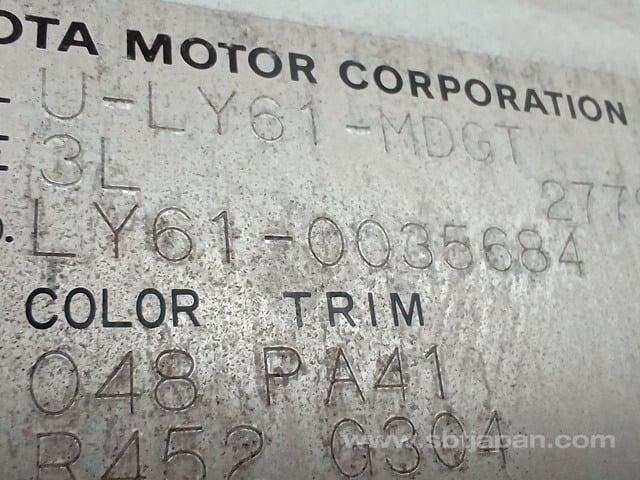 OTA MOTOR CORPORATION
U-LY61-MDGT
3L 277
LY61-0035684
COLOR TRIM
048 PA41
R452 G304
www.sbtjapan.com